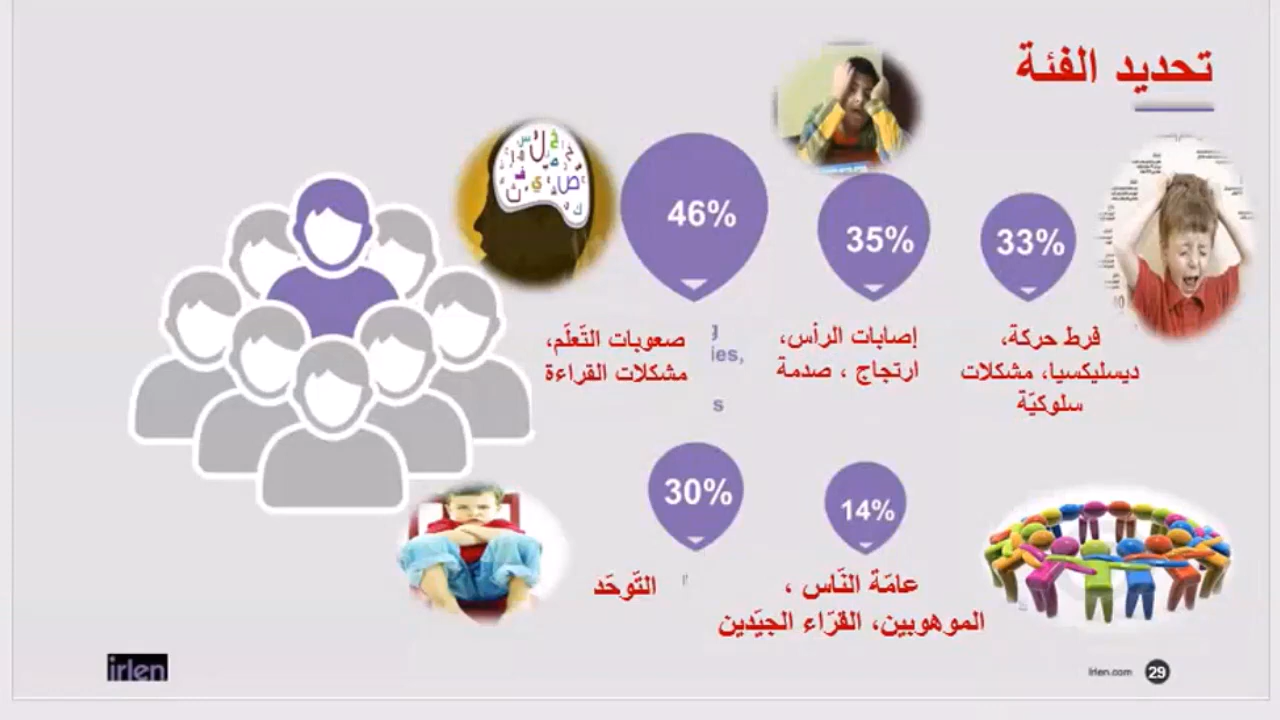 تحديد الفئة
33%
35%
46%
فرط حركة،
ديسليكسيا، مشكلات
سلوكيّة
إصابات الرأس،
ارتجاج ، صدمة
صعوبات التّعلّم،
مشكلات القراءة
ies,
s
14%
30%
عامّة النّاس ،
الموهوبين، القرّاء الجيّدين
التّوحّد
irlen
Irlen.com
29